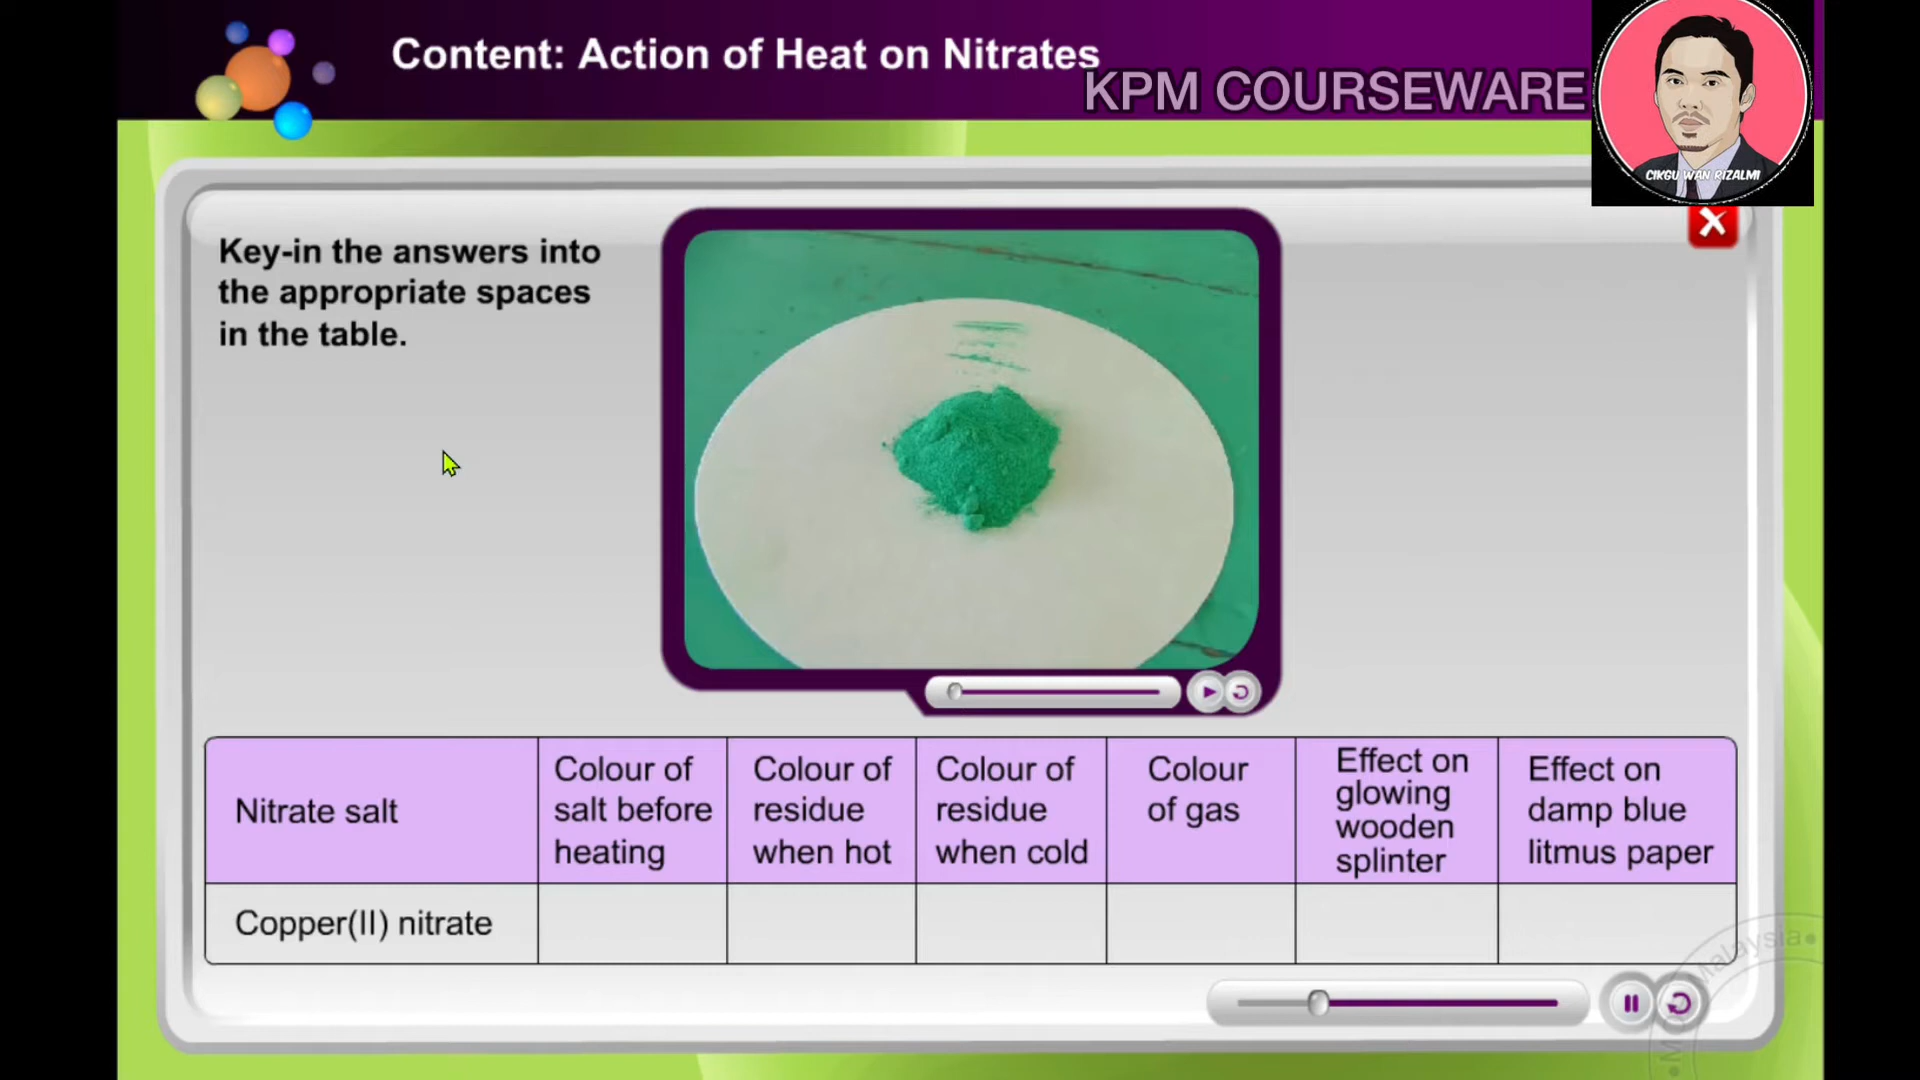 Content: Action of Heat on Nitrates
KPM COURSEWARE
CIKGU WAN RIZALMI
Key-in the answers into
the appropriate spaces
in the table.
Nitrate salt
Colour of
salt before
heating
Colour of
residue
when hot
Colour of
residue
when cold
Colour
of gas
Effect on
glowing
wooden
splinter
Effect on
damp blue
litmus paper
Copper(II) nitrate
Malaysia